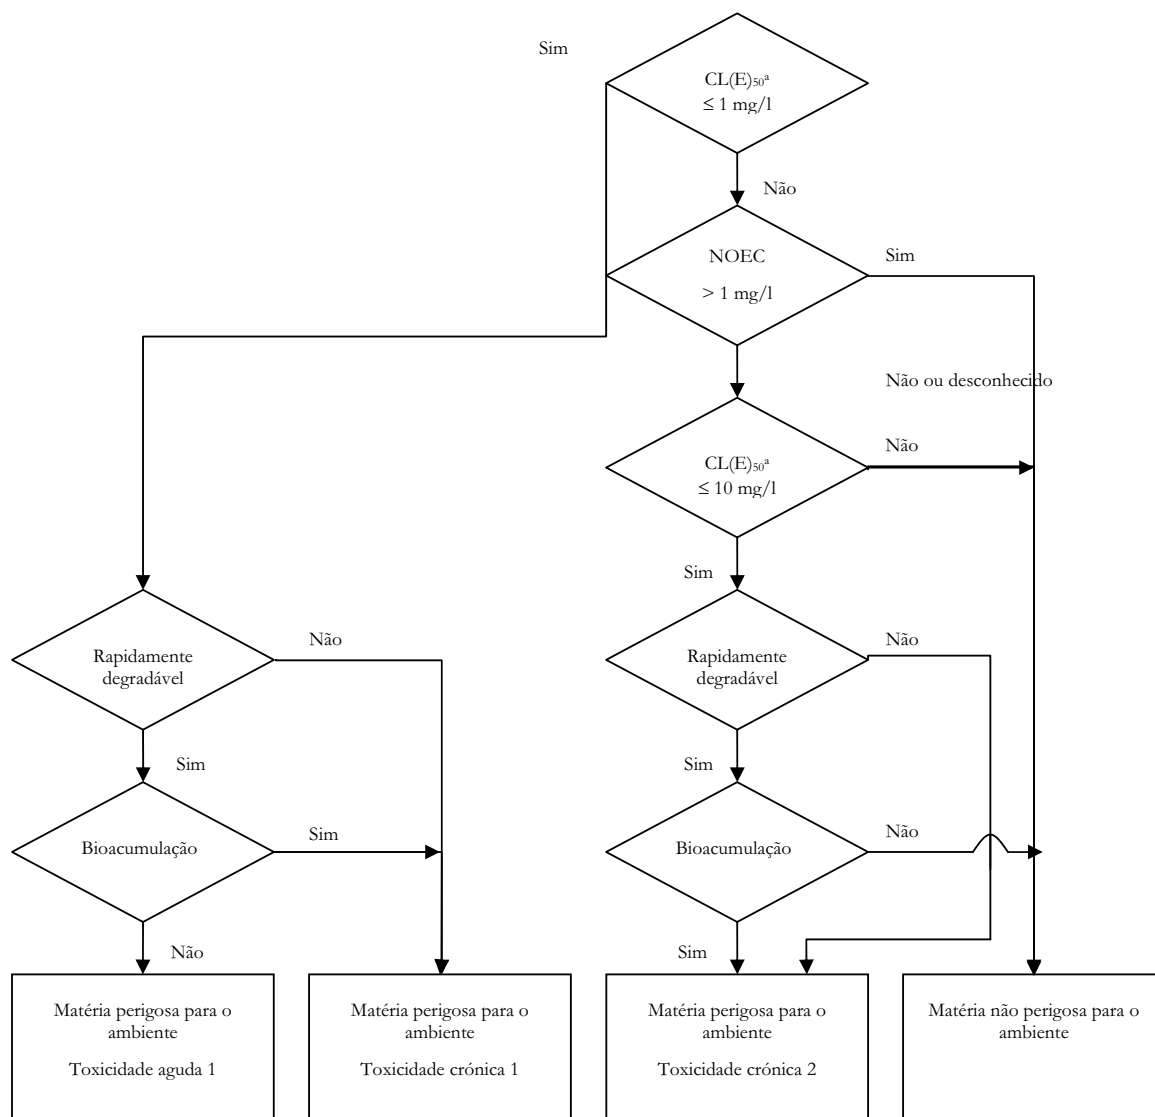 Sim
CL(E)₅₀ᵃ
≤ 1 mg/l
Não
NOEC
> 1 mg/l
Sim
Não ou desconhecido
CL(E)₅₀ᵃ
≤ 10 mg/l
Não
Sim
Rapidamente
degradável
Não
Rapidamente
degradável
Não
Sim
Sim
Bioacumulação
Sim
Bioacumulação
Não
Não
Sim
Matéria perigosa para o
ambiente
Toxicidade aguda 1
Matéria perigosa para o
ambiente
Toxicidade crónica 1
Matéria perigosa para o
ambiente
Toxicidade crónica 2
Matéria não perigosa para o
ambiente